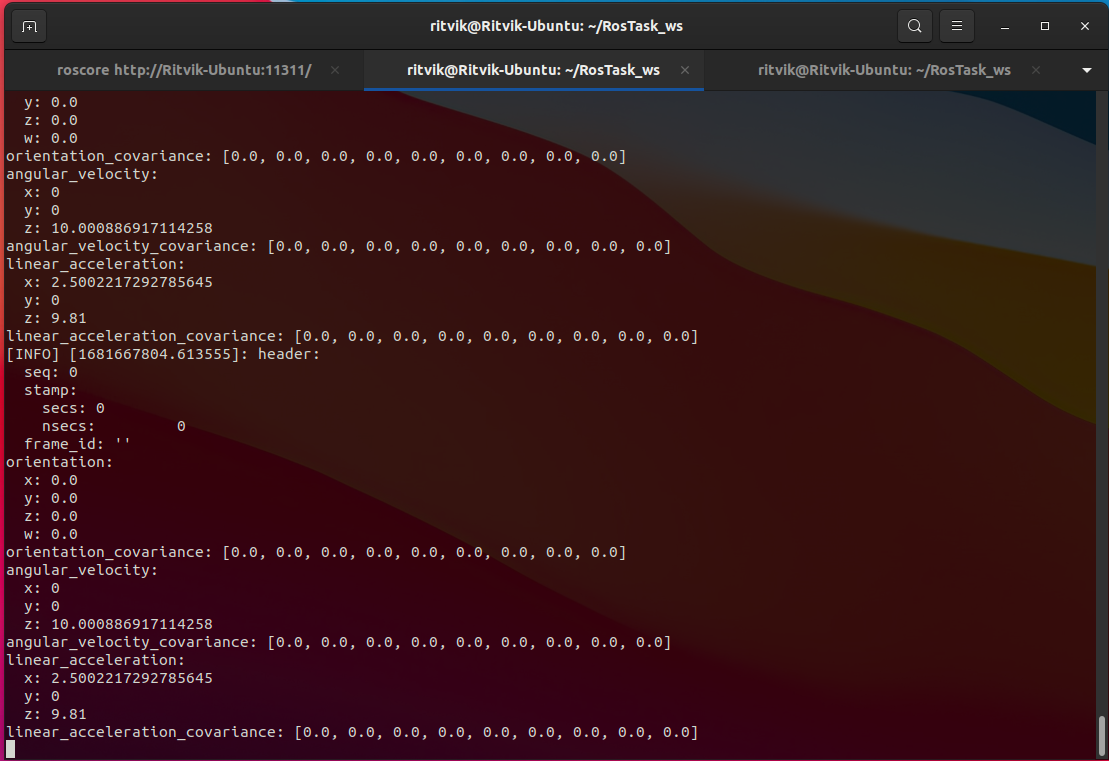 ritvik@Ritvik-Ubuntu: ~/RosTask_ws
roscore http://Ritvik-Ubuntu:11311/
ritvik@Ritvik-Ubuntu: ~/RosTask_ws
ritvik@Ritvik-Ubuntu: ~/RosTask_ws
  y: 0.0
  z: 0.0
  w: 0.0
orientation_covariance: [0.0, 0.0, 0.0, 0.0, 0.0, 0.0, 0.0, 0.0, 0.0]
angular_velocity:
  x: 0
  y: 0
  z: 10.000886917114258
angular_velocity_covariance: [0.0, 0.0, 0.0, 0.0, 0.0, 0.0, 0.0, 0.0, 0.0]
linear_acceleration:
  x: 2.5002217292785645
  y: 0
  z: 9.81
linear_acceleration_covariance: [0.0, 0.0, 0.0, 0.0, 0.0, 0.0, 0.0, 0.0, 0.0]
[INFO] [1681667804.613555]: header:
  seq: 0
  stamp:
    secs: 0
    nsecs:         0
  frame_id: ''
orientation:
  x: 0.0
  y: 0.0
  z: 0.0
  w: 0.0
orientation_covariance: [0.0, 0.0, 0.0, 0.0, 0.0, 0.0, 0.0, 0.0, 0.0]
angular_velocity:
  x: 0
  y: 0
  z: 10.000886917114258
angular_velocity_covariance: [0.0, 0.0, 0.0, 0.0, 0.0, 0.0, 0.0, 0.0, 0.0]
linear_acceleration:
  x: 2.5002217292785645
  y: 0
  z: 9.81
linear_acceleration_covariance: [0.0, 0.0, 0.0, 0.0, 0.0, 0.0, 0.0, 0.0, 0.0]